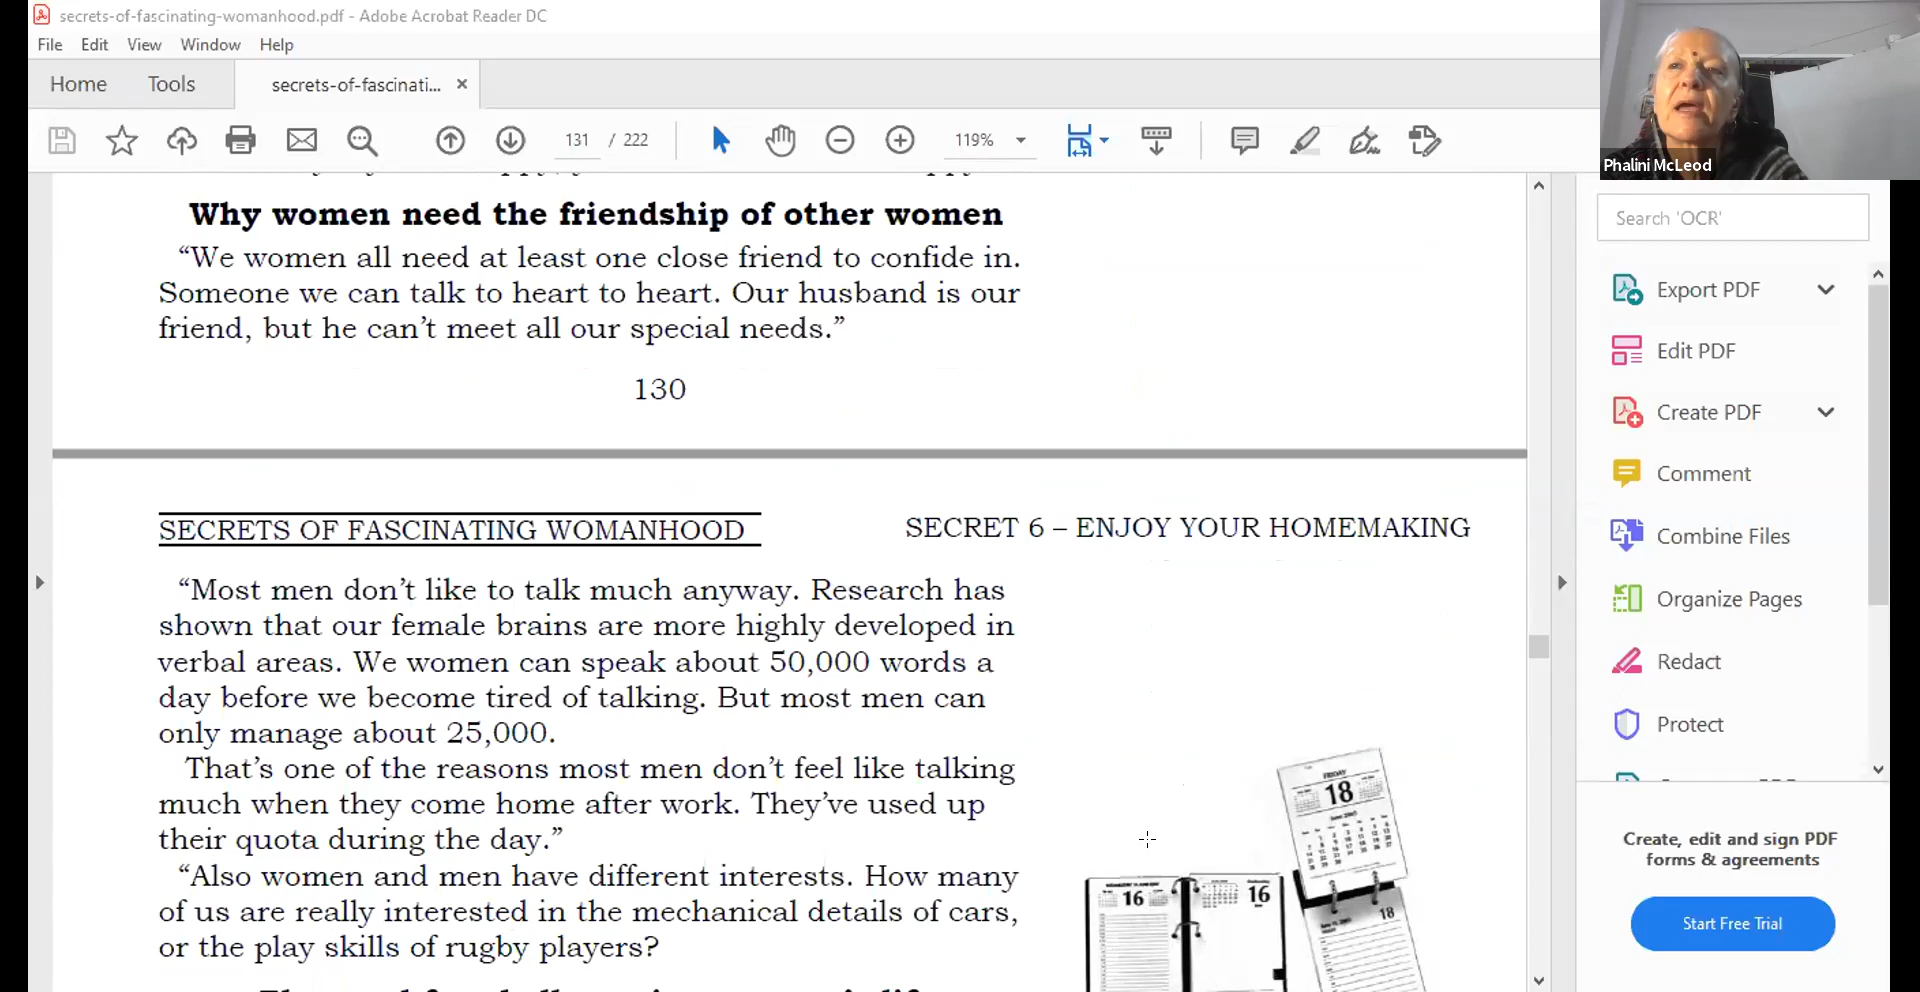 secrets-of-fascinating-womanhood.pdf - Adobe Acrobat Reader DC
File Edit View Window Help
Home Tools secrets-of-fascinati... ×
131 / 222 119%
Phalini McLeod
Why women need the friendship of other women
“We women all need at least one close friend to confide in.
Someone we can talk to heart to heart. Our husband is our
friend, but he can’t meet all our special needs.”
130
SECRETS OF FASCINATING WOMANHOOD SECRET 6 – ENJOY YOUR HOMEMAKING
“Most men don’t like to talk much anyway. Research has
shown that our female brains are more highly developed in
verbal areas. We women can speak about 50,000 words a
day before we become tired of talking. But most men can
only manage about 25,000.
That’s one of the reasons most men don’t feel like talking
much when they come home after work. They’ve used up
their quota during the day.”
“Also women and men have different interests. How many
of us are really interested in the mechanical details of cars,
or the play skills of rugby players?
FRIDAY
18
16
16
18
Search 'OCR'
Export PDF
Edit PDF
Create PDF
Comment
Combine Files
Organize Pages
Redact
Protect
Create, edit and sign PDF
forms & agreements
Start Free Trial